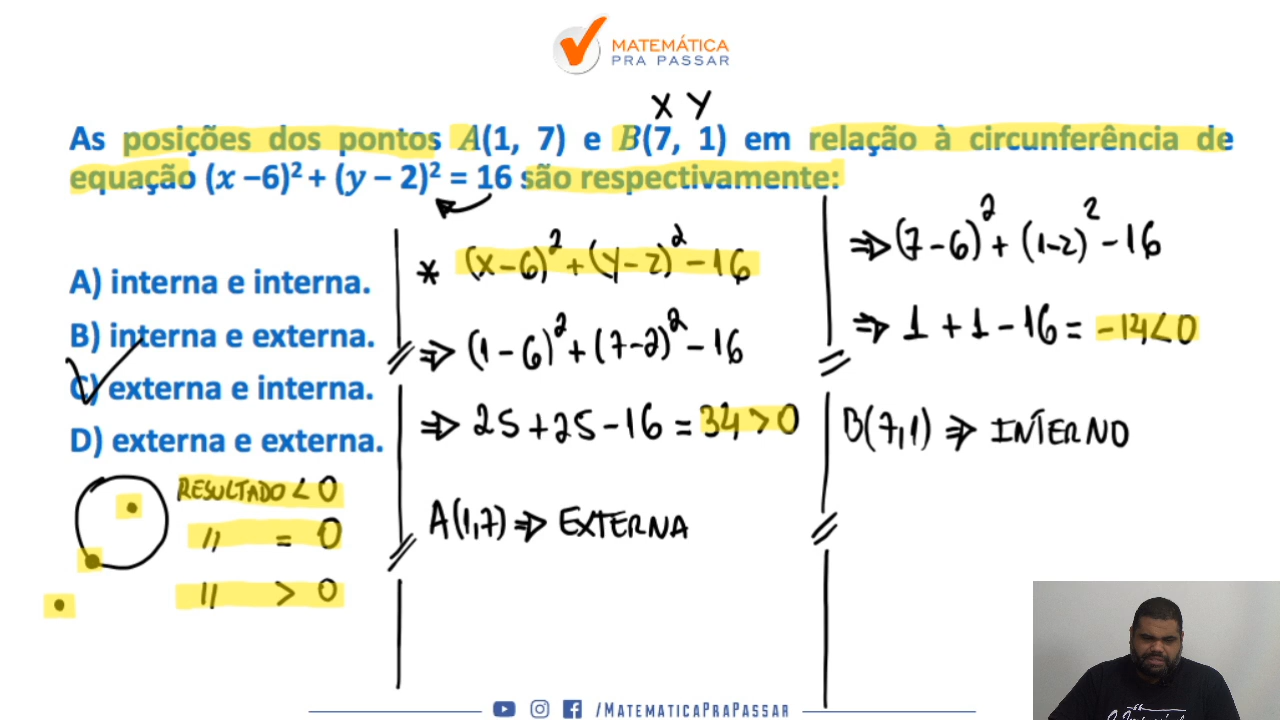 MATEMÁTICA
PRA PASSAR
X Y
As posições dos pontos A(1, 7) e B(7, 1) em relação à circunferência de
equação (x –6)² + (y – 2)² = 16 são respectivamente:
A) interna e interna.
B) interna e externa.
C) externa e interna.
D) externa e externa.
RESULTADO < 0
〃 = 0
〃 > 0
* (x-6)² + (y-2)² - 16
⇒ (1-6)² + (7-2)² - 16
⇒ 25 + 25 - 16 = 34 > 0
A(1,7) ⇒ EXTERNA
⇒ (7-6)² + (1-2)² - 16
⇒ 1 + 1 - 16 = -14 < 0
B(7,1) ⇒ INTERNO
/MATEMATICAPRAPASSAR